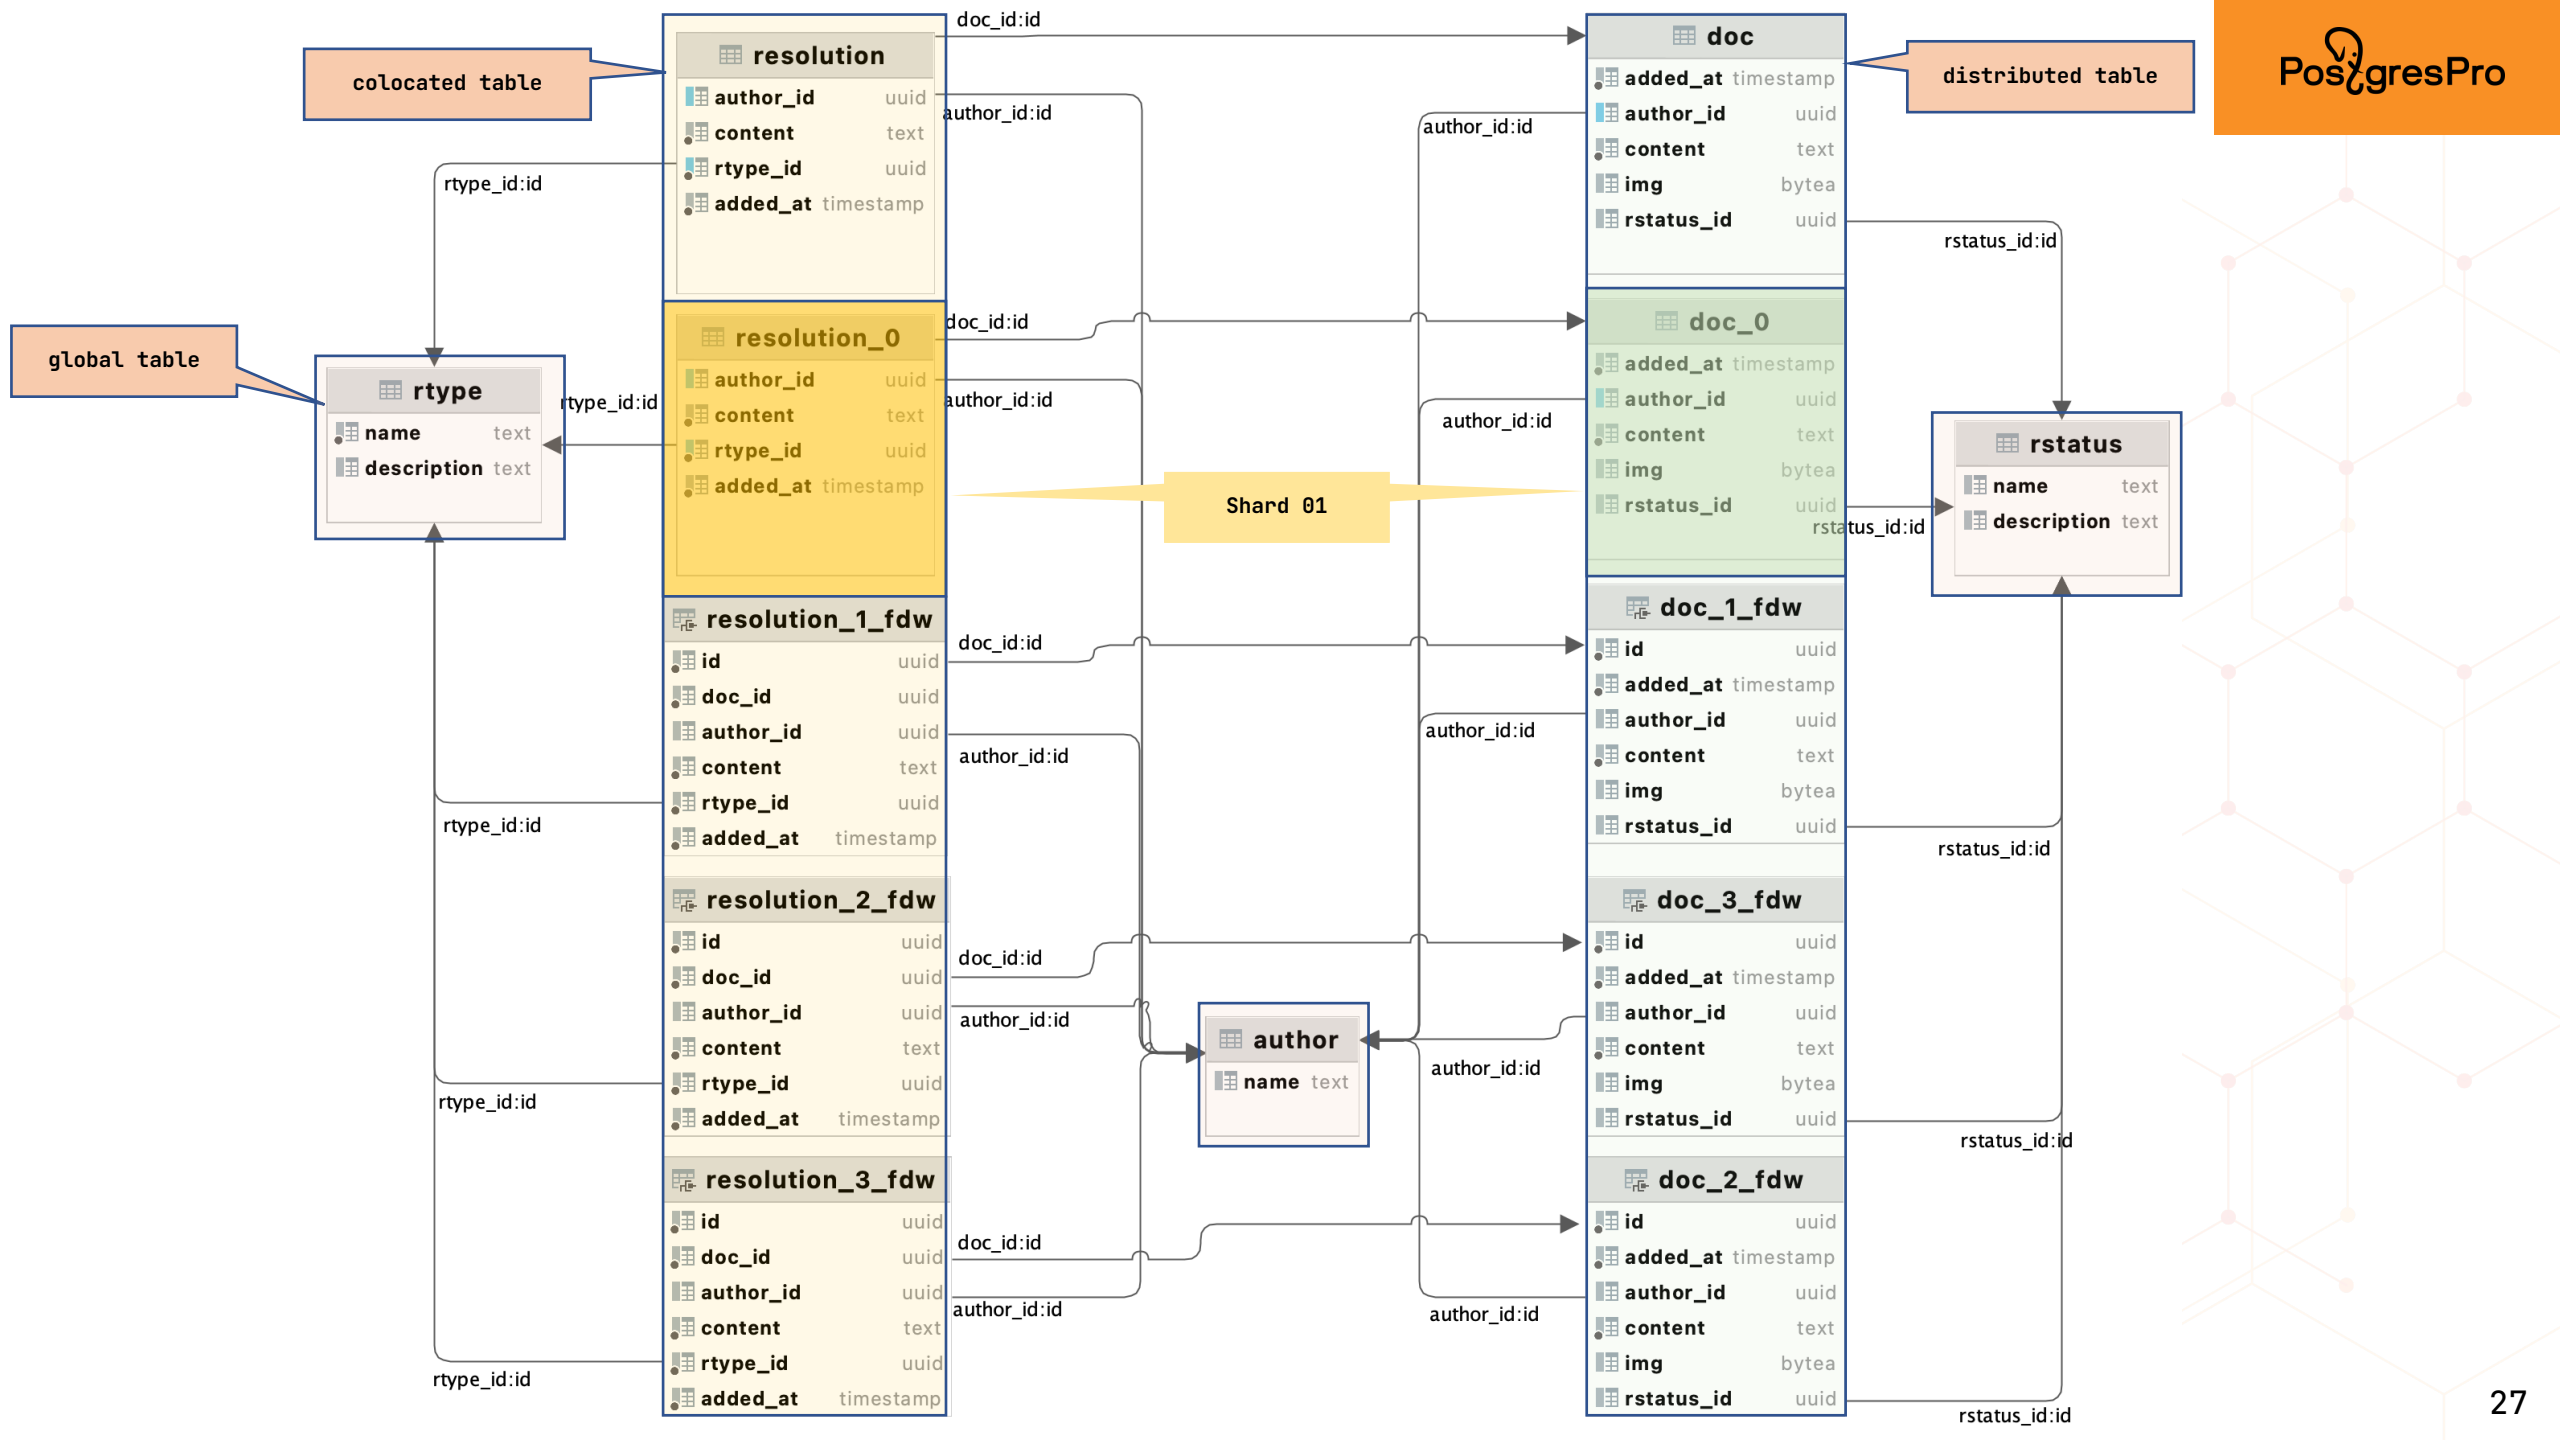 colocated table
resolution
author_id uuid
content text
rtype_id uuid
added_at timestamp
doc_id:id
author_id:id
rtype_id:id
doc
added_at timestamp
author_id uuid
content text
img bytea
rstatus_id uuid
author_id:id
rstatus_id:id
distributed table
PostgresPro
global table
rtype
name text
description text
rtype_id:id
resolution_0
author_id uuid
content text
rtype_id uuid
added_at timestamp
doc_id:id
author_id:id
Shard 01
doc_0
added_at timestamp
author_id uuid
content text
img bytea
rstatus_id uuid
author_id:id
rstatus_id:id
rstatus
name text
description text
resolution_1_fdw
id uuid
doc_id uuid
author_id uuid
content text
rtype_id uuid
added_at timestamp
doc_id:id
author_id:id
rtype_id:id
doc_1_fdw
id uuid
added_at timestamp
author_id uuid
content text
img bytea
rstatus_id uuid
author_id:id
rstatus_id:id
resolution_2_fdw
id uuid
doc_id uuid
author_id uuid
content text
rtype_id uuid
added_at timestamp
doc_id:id
author_id:id
rtype_id:id
author
name text
doc_3_fdw
id uuid
added_at timestamp
author_id uuid
content text
img bytea
rstatus_id uuid
author_id:id
rstatus_id:id
resolution_3_fdw
id uuid
doc_id uuid
author_id uuid
content text
rtype_id uuid
added_at timestamp
doc_id:id
author_id:id
rtype_id:id
doc_2_fdw
id uuid
added_at timestamp
author_id uuid
content text
img bytea
rstatus_id uuid
author_id:id
rstatus_id:id
27